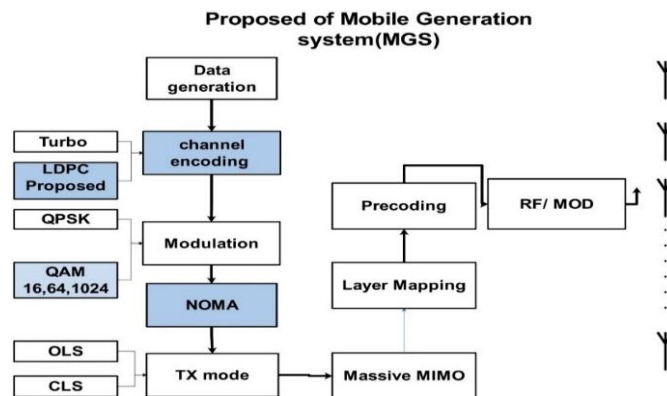 Proposed of Mobile Generation
system(MGS)
Data
generation
Turbo
channel
encoding
LDPC
Proposed
QPSK
Modulation
Precoding
RF/ MOD
QAM
16,64,1024
NOMA
Layer Mapping
OLS
TX mode
Massive MIMO
CLS